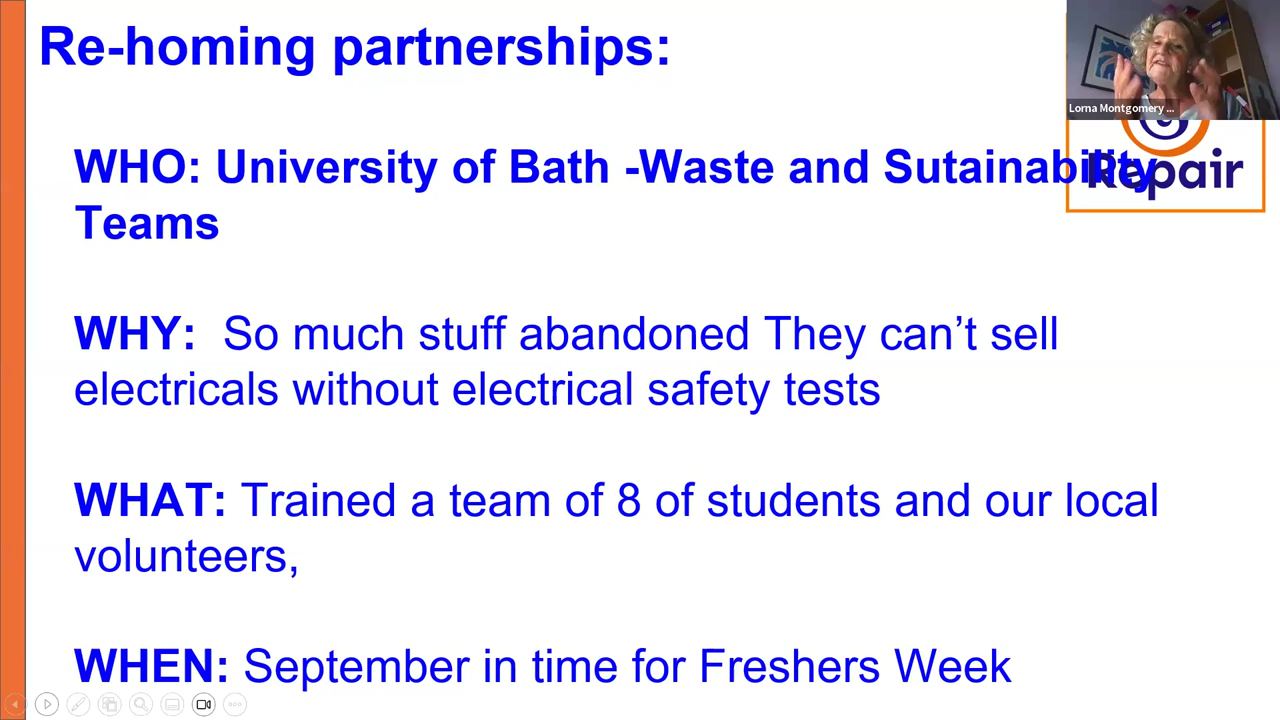 Re-homing partnerships:
Lorna Montgomery ...
WHO: University of Bath -Waste and Sutainability
Repair
Teams
WHY: So much stuff abandoned They can’t sell
electricals without electrical safety tests
WHAT: Trained a team of 8 of students and our local
volunteers,
WHEN: September in time for Freshers Week